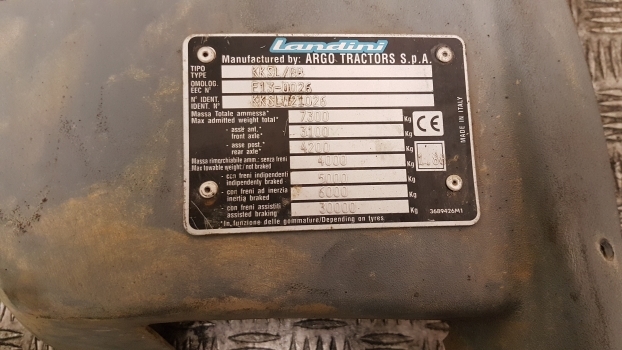 Landini
Manufactured by: ARGO TRACTORS S.p.A.
TIPO
TYPE
OMOLOG.
EEC N°
N° IDENT.
IDENT. N°
Massa Totale ammessa*
Max admitted weight total* 7300 Kg
- asse ant.*
front axle* 3100 Kg
- asse post.*
rear axle* 4200 Kg
Massa rimorchiabile amm.: senza freni
Max towable weight / not braked 4000 Kg
- con freni indipendenti
independently braked 5000 Kg
- con freni ad inerzia
inertia braked 6000 Kg
- con freni assistiti
assisted braking 30000 Kg
*In funzione delle gommature/Depending on tyres.
CE
MADE IN ITALY
3689426M1